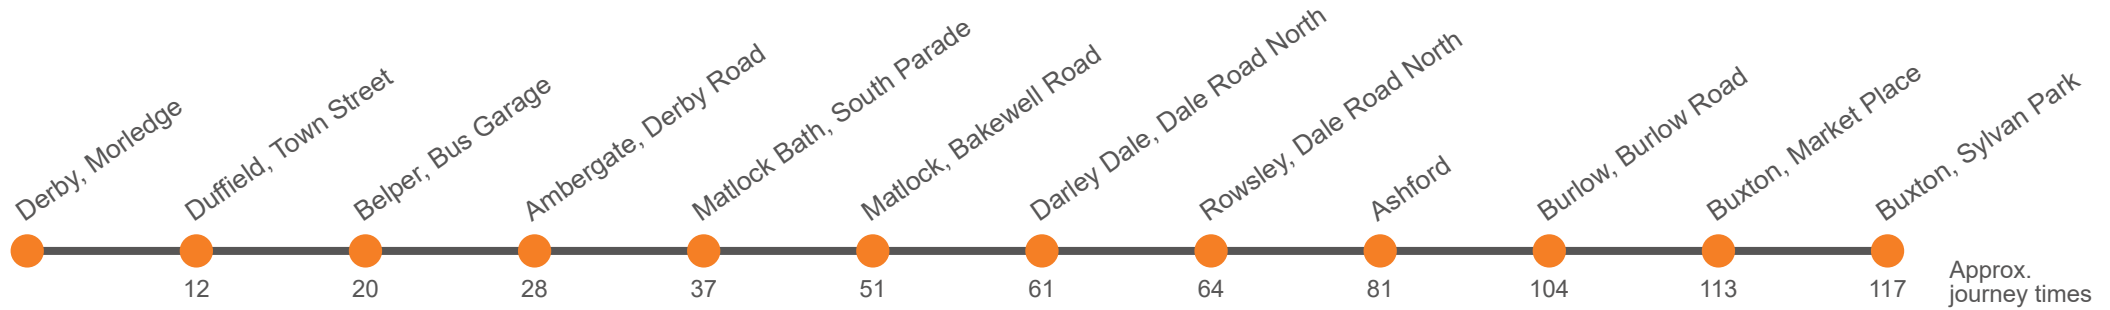 Derby, Morledge
Duffield, Town Street
Belper, Bus Garage
Ambergate, Derby Road
Matlock Bath, South Parade
Matlock, Bakewell Road
Darley Dale, Dale Road North
Rowsley, Dale Road North
Ashford
Burlow, Burlow Road
Buxton, Market Place
Buxton, Sylvan Park
12 20 28 37 51 61 64 81 104 113 117
Approx.
journey times